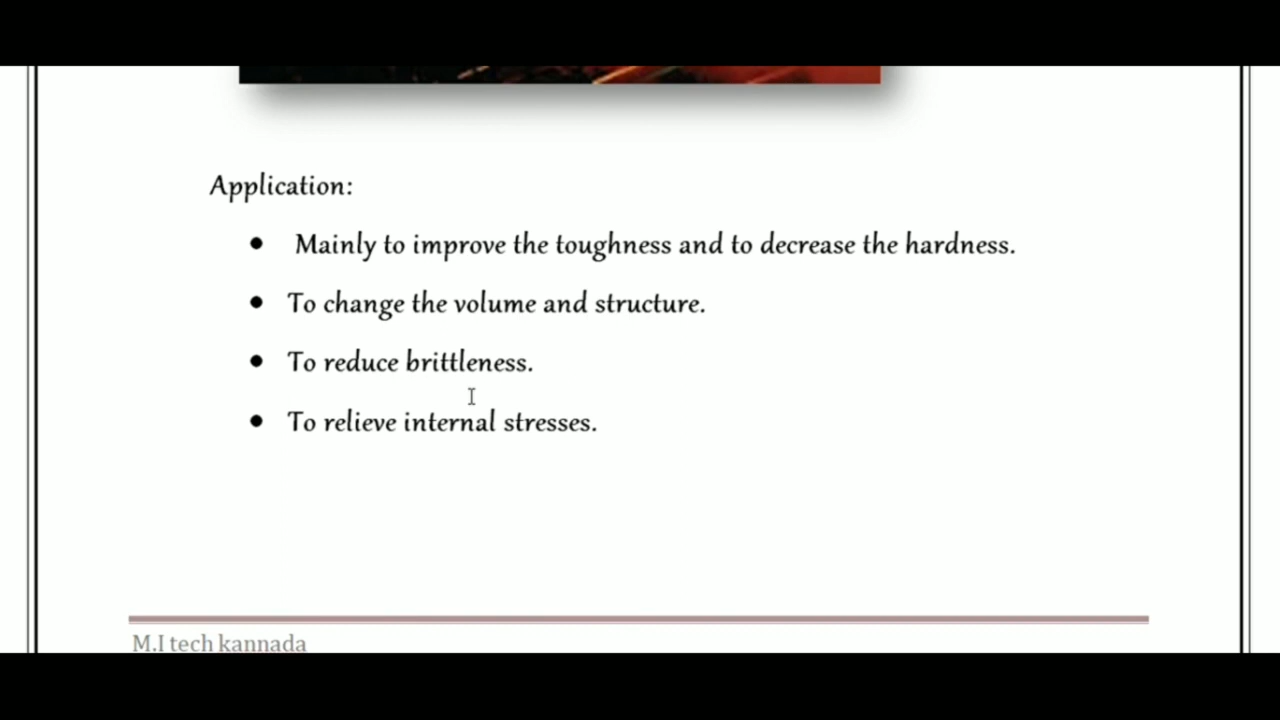 Application:
● Mainly to improve the toughness and to decrease the hardness.
● To change the volume and structure.
● To reduce brittleness.
● To relieve internal stresses.
M.I tech kannada